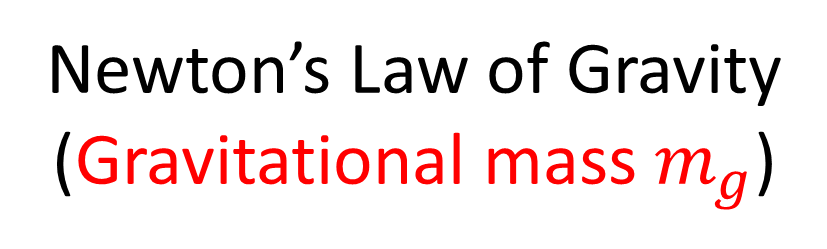 Newton’s Law of Gravity
(Gravitational mass m_g)